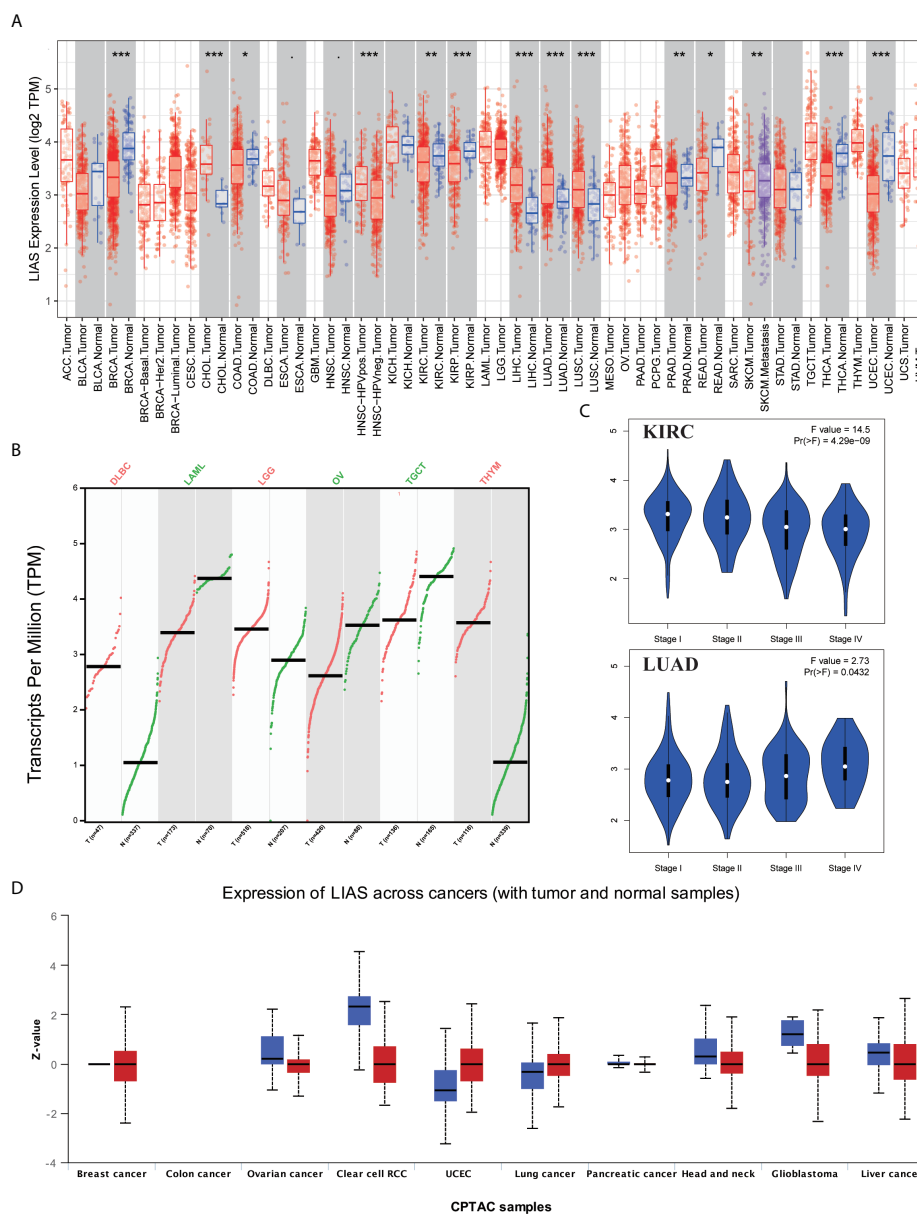 A
LIAS Expression Level (log2 TPM)
5
4
3
2
1
*** *** * . . *** ** *** *** *** *** ** * *** ***
ACC.Tumor
BLCA.Tumor
BLCA.Normal
BRCA.Tumor
BRCA.Normal
BRCA-Basal.Tumor
BRCA-Her2.Tumor
BRCA-Luminal.Tumor
CESC.Tumor
CHOL.Tumor
CHOL.Normal
COAD.Tumor
COAD.Normal
DLBC.Tumor
ESCA.Tumor
ESCA.Normal
GBM.Tumor
HNSC.Tumor
HNSC.Normal
HNSC-HPVpos.Tumor
HNSC-HPVneg.Tumor
KICH.Tumor
KICH.Normal
KIRC.Tumor
KIRC.Normal
KIRP.Tumor
KIRP.Normal
LAML.Tumor
LGG.Tumor
LIHC.Tumor
LIHC.Normal
LUAD.Tumor
LUAD.Normal
LUSC.Tumor
LUSC.Normal
MESO.Tumor
OV.Tumor
PAAD.Tumor
PCPG.Tumor
PRAD.Tumor
PRAD.Normal
READ.Tumor
READ.Normal
SARC.Tumor
SKCM.Tumor
SKCM.Metastasis
STAD.Tumor
STAD.Normal
TGCT.Tumor
THCA.Tumor
THCA.Normal
THYM.Tumor
UCEC.Tumor
UCEC.Normal
UCS.Tumor
B
DLBC
LAML
LGG
OV
TGCT
THYM
Transcripts Per Million (TPM)
6
5
4
3
2
1
0
T (n=47)
N (n=337)
T (n=173)
N (n=70)
T (n=518)
N (n=207)
T (n=426)
N (n=88)
T (n=136)
N (n=165)
T (n=118)
N (n=339)
C
KIRC
F value = 14.5
Pr(>F) = 4.29e-09
5
4
3
2
Stage I Stage II Stage III Stage IV
LUAD
F value = 2.73
Pr(>F) = 0.0432
5
4
3
2
Stage I Stage II Stage III Stage IV
D
Expression of LIAS across cancers (with tumor and normal samples)
Z-value
6
4
2
0
-2
-4
Breast cancer Colon cancer Ovarian cancer Clear cell RCC UCEC Lung cancer Pancreatic cancer Head and neck Glioblastoma Liver cance
CPTAC samples